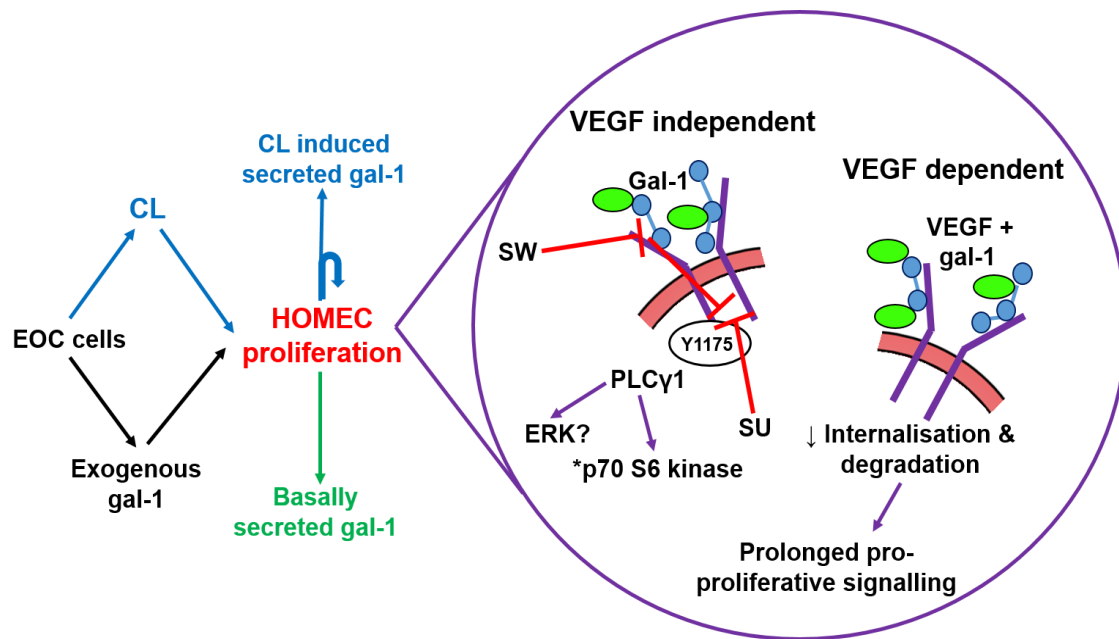 CL induced
secreted gal-1
CL
EOC cells
HOMEC
proliferation
Exogenous
gal-1
Basally
secreted gal-1
VEGF independent
Gal-1
SW
Y1175
PLCγ1
SU
ERK?
*p70 S6 kinase
VEGF dependent
VEGF +
gal-1
↓ Internalisation &
degradation
Prolonged pro-
proliferative signalling